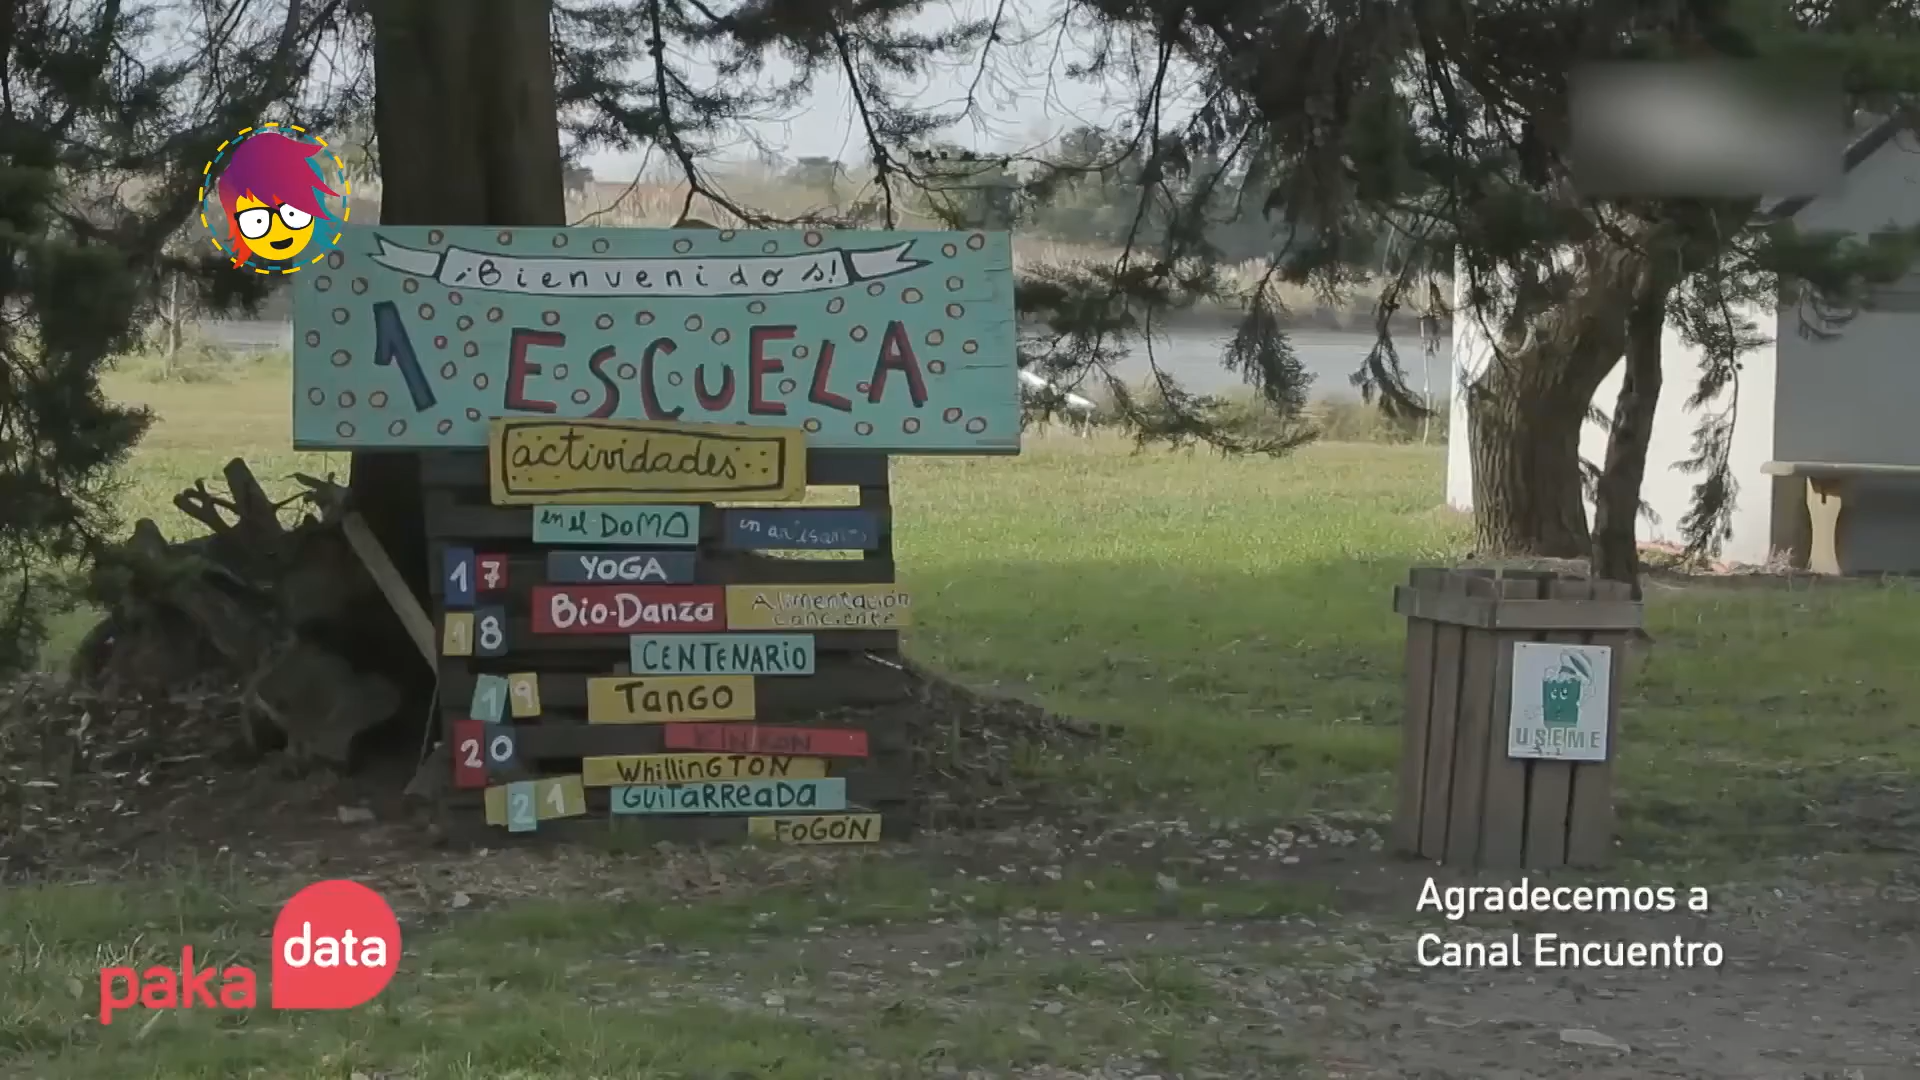 ¡Bienvenidos!
1 ESCUELA
actividades
en el DOMO
17 YOGA
Bio-Danza Alimentación
conciente
18
CENTENARIO
19 TANGO
20
WhillinGTON
21 GUiTaRReaDa
FOGÓN
USEME
paka data
Agradecemos a
Canal Encuentro